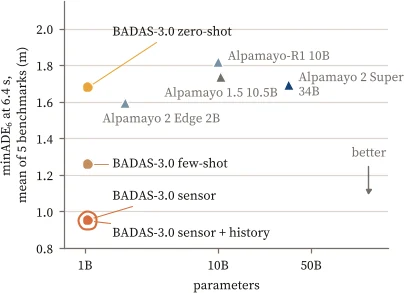 minADE₆ at 6.4 s,
mean of 5 benchmarks (m)
2.0
1.8
1.6
1.4
1.2
1.0
0.8
BADAS-3.0 zero-shot
Alpamayo-R1 10B
Alpamayo 1.5 10.5B
Alpamayo 2 Super
34B
Alpamayo 2 Edge 2B
better
BADAS-3.0 few-shot
BADAS-3.0 sensor
BADAS-3.0 sensor + history
1B
10B
50B
parameters